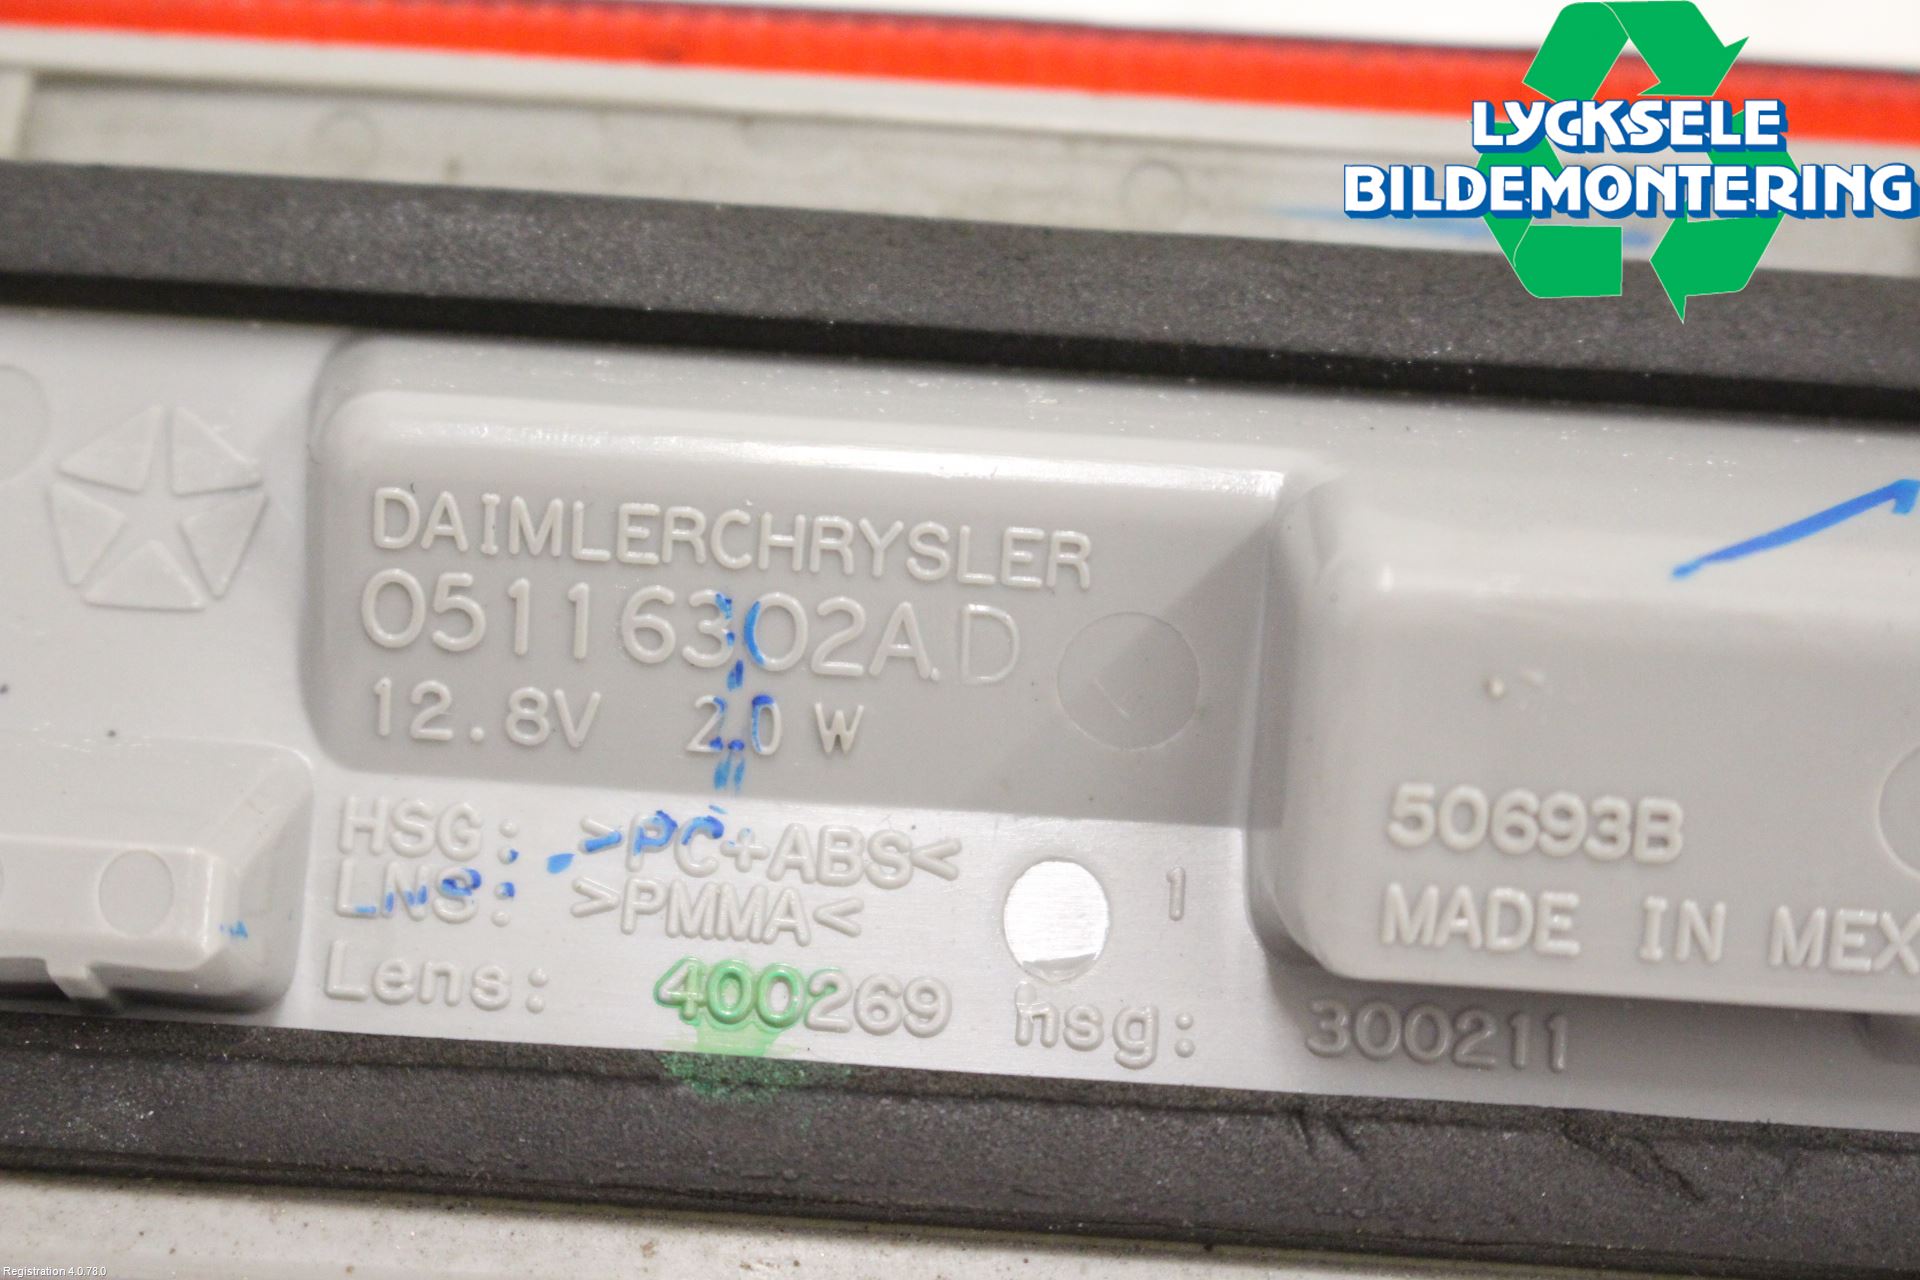 LYCKSELE
BILDEMONTERING
DAIMLERCHRYSLER
05116302AD
12.8V 2.0 W
HSG: >PC+ABS<
LNS: >PMMA<
1
Lens: 400269 hsg: 300211
50693B
MADE IN MEX
Registration 4.0.78.0